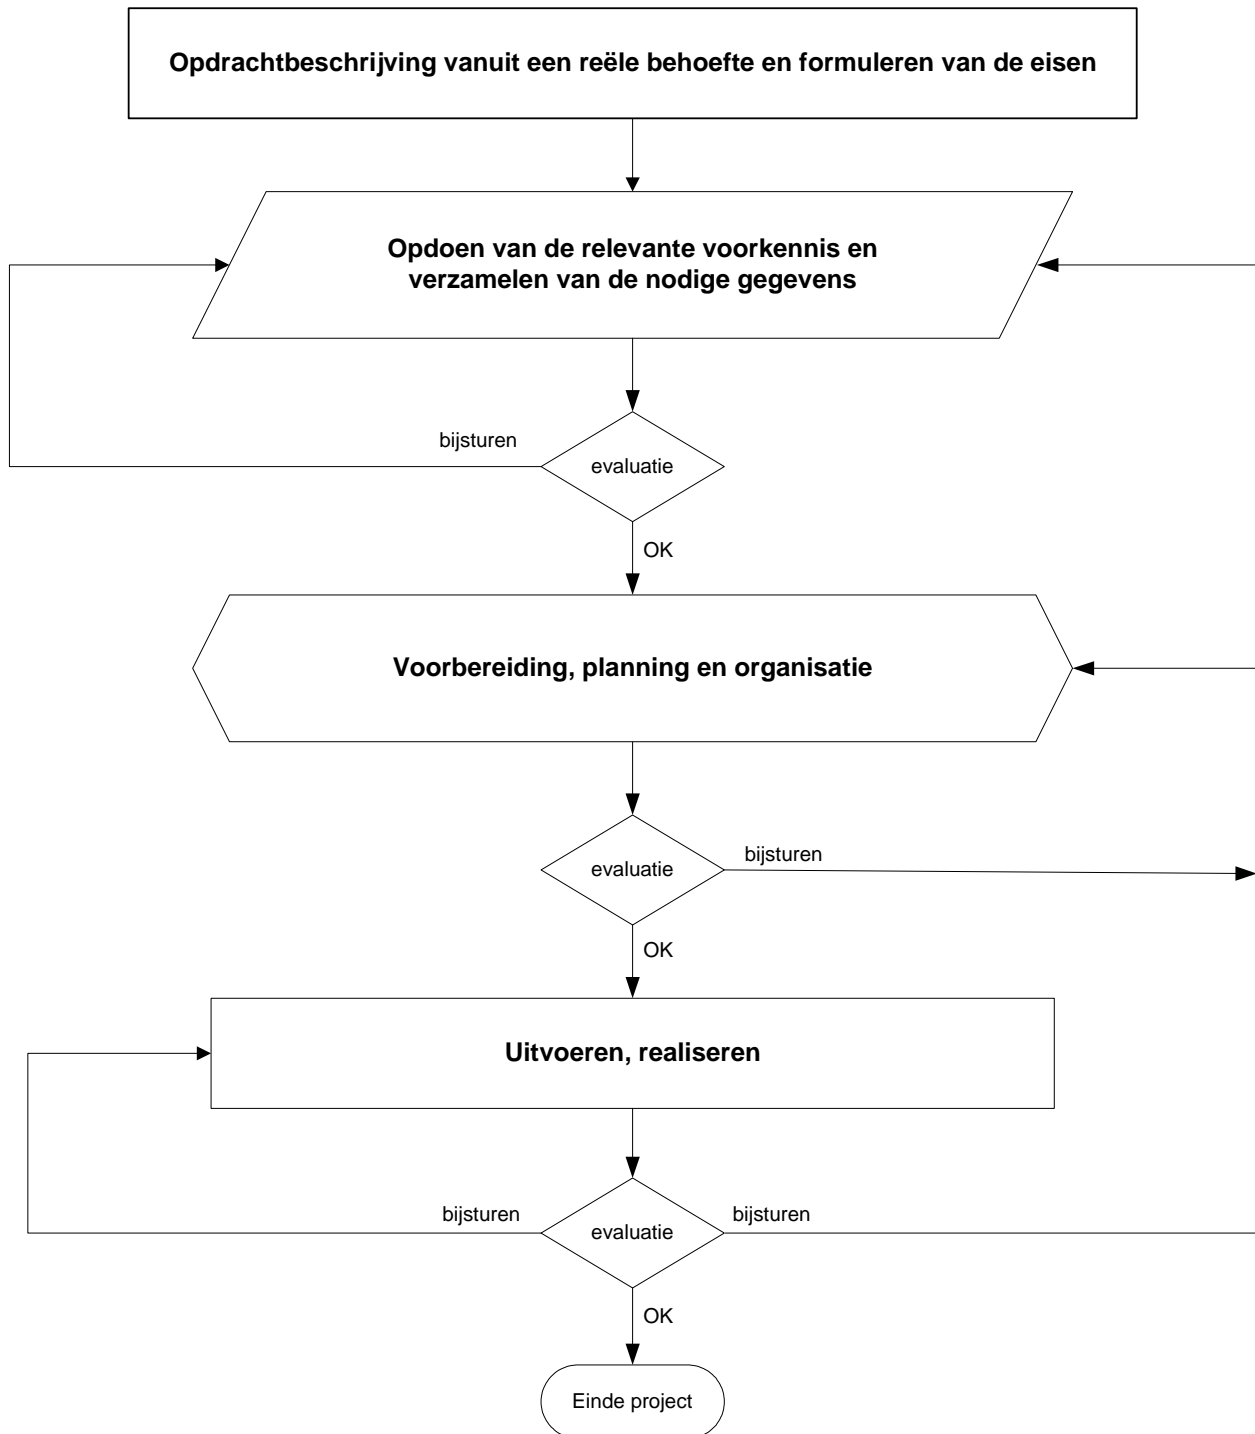 Opdrachtbeschrijving vanuit een reële behoefte en formuleren van de eisen
Opdoen van de relevante voorkennis en
verzamelen van de nodige gegevens
bijsturen
evaluatie
OK
Voorbereiding, planning en organisatie
evaluatie
bijsturen
OK
Uitvoeren, realiseren
bijsturen
evaluatie
bijsturen
OK
Einde project